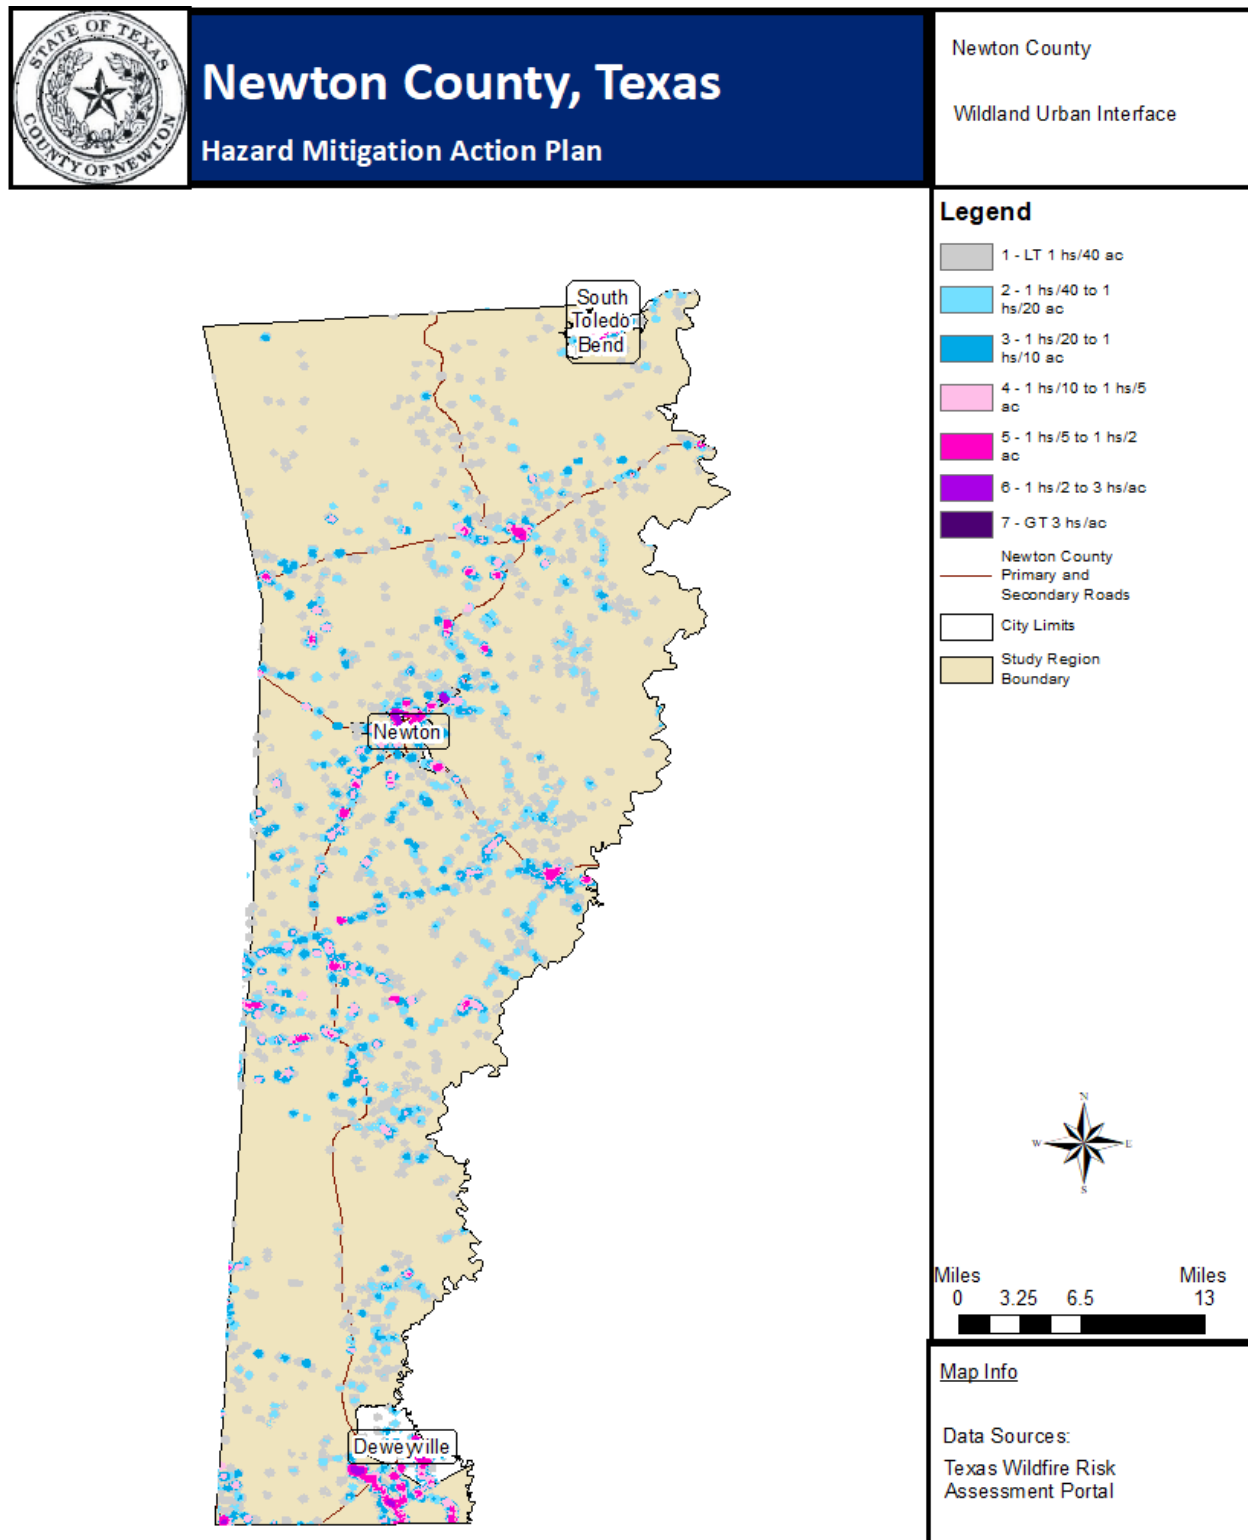 STATE OF TEXAS
COUNTY OF NEWTON
Newton County, Texas
Hazard Mitigation Action Plan
Newton County
Wildland Urban Interface
Legend
1 - LT 1 hs/40 ac
2 - 1 hs/40 to 1
hs/20 ac
3 - 1 hs/20 to 1
hs/10 ac
4 - 1 hs/10 to 1 hs/5
ac
5 - 1 hs/5 to 1 hs/2
ac
6 - 1 hs/2 to 3 hs/ac
7 - GT 3 hs/ac
Newton County
Primary and
Secondary Roads
City Limits
Study Region
Boundary
South
Toledo
Bend
Newton
Deweyville
N
W
E
S
Miles
Miles
0 3.25 6.5 13
Map Info
Data Sources:
Texas Wildfire Risk
Assessment Portal